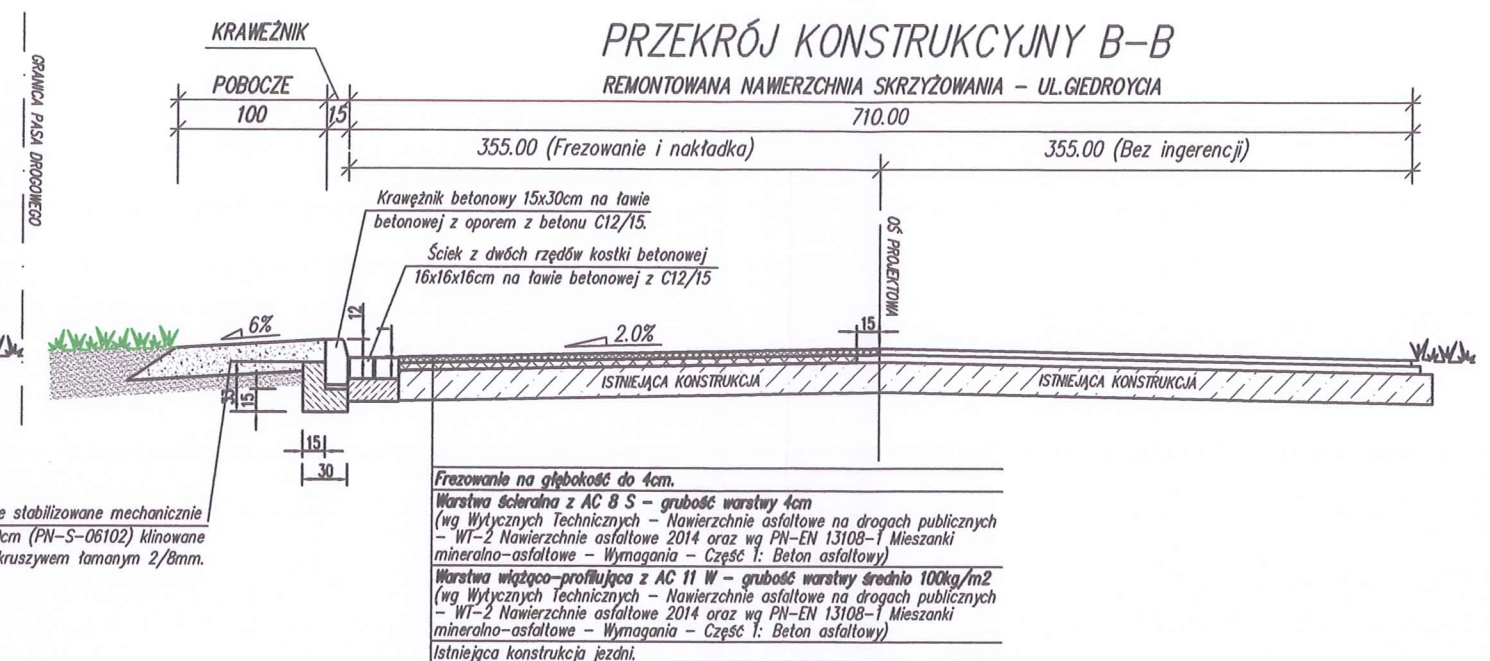 PRZEKRÓJ KONSTRUKCYJNY B-B
KRAWEŻNIK
GRANICA PASA DROGOWEGO
POBOCZE
REMONTOWANA NAWIERZCHNIA SKRZYŻOWANIA - UL.GIEDROYCIA
100
15
710.00
355.00 (Frezowanie i nakładka)
355.00 (Bez ingerencji)
Krawężnik betonowy 15x30cm na ławie
betonowej z oporem z betonu C12/15.
Ściek z dwóch rzędów kostki betonowej
16x16x16cm na ławie betonowej z C12/15
OŚ PROJEKTOWA
6%
12
2.0%
15
ISTNIEJĄCA KONSTRUKCJA
ISTNIEJĄCA KONSTRUKCJA
15
15
30
Frezowanie na głębokość do 4cm.
Warstwa ścieralna z AC 8 S - grubość warstwy 4cm
(wg Wytycznych Technicznych - Nawierzchnie asfaltowe na drogach publicznych
- WT-2 Nawierzchnie asfaltowe 2014 oraz wg PN-EN 13108-1 Mieszanki
mineralno-asfaltowe - Wymagania - Część 1: Beton asfaltowy)
Warstwa wiążąco-profilująca z AC 11 W - grubość warstwy średnio 100kg/m2
(wg Wytycznych Technicznych - Nawierzchnie asfaltowe na drogach publicznych
- WT-2 Nawierzchnie asfaltowe 2014 oraz wg PN-EN 13108-1 Mieszanki
mineralno-asfaltowe - Wymagania - Część 1: Beton asfaltowy)
Istniejąca konstrukcja jezdni.
e stabilizowane mechanicznie
cm (PN-S-06102) klinowane
kruszywem łamanym 2/8mm.